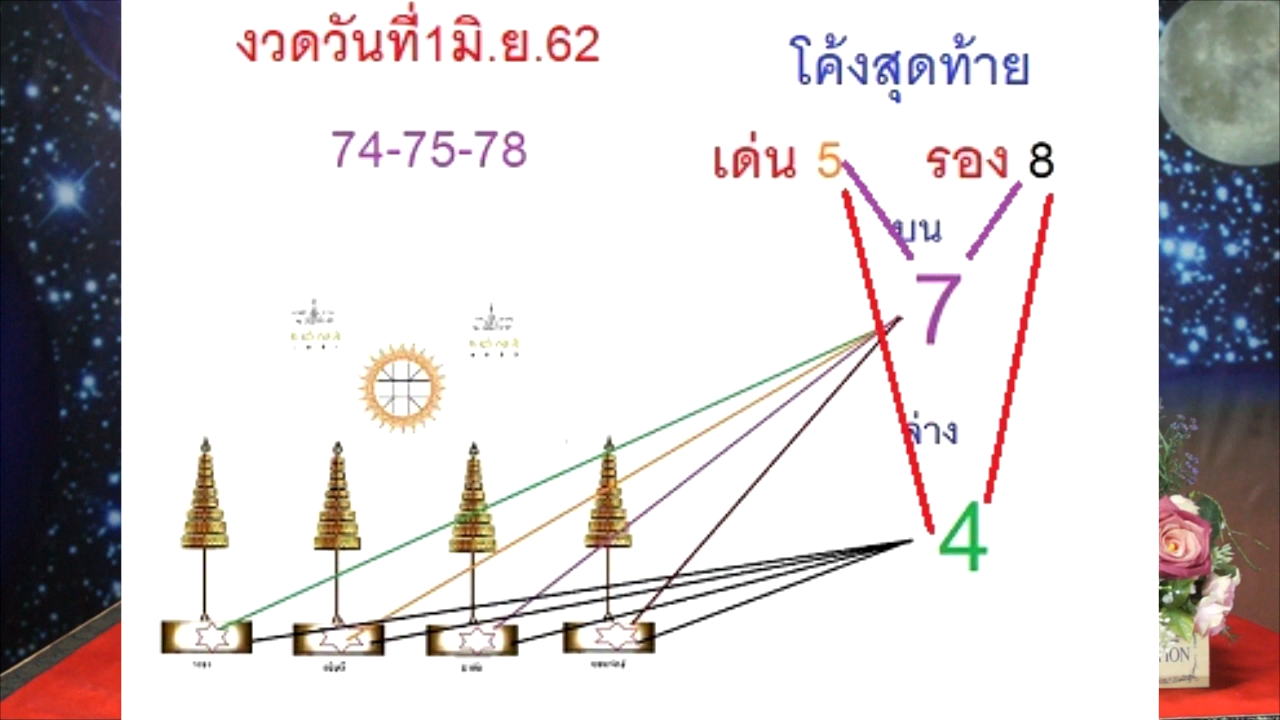 งวดวันที่1มิ.ย.62
โค้งสุดท้าย
74-75-78
เด่น 5 รอง 8
บน
7
ล่าง
4